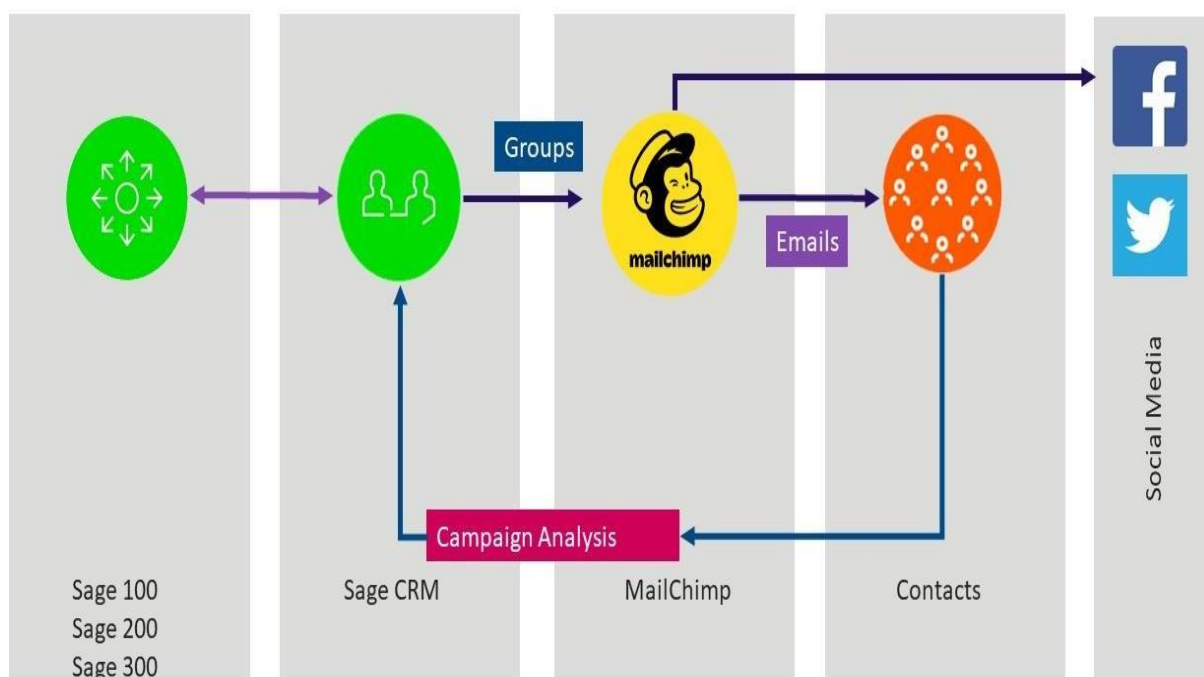 Groups
mailchimp
Emails
Campaign Analysis
Sage 100
Sage 200
Sage 300
Sage CRM
MailChimp
Contacts
Social Media